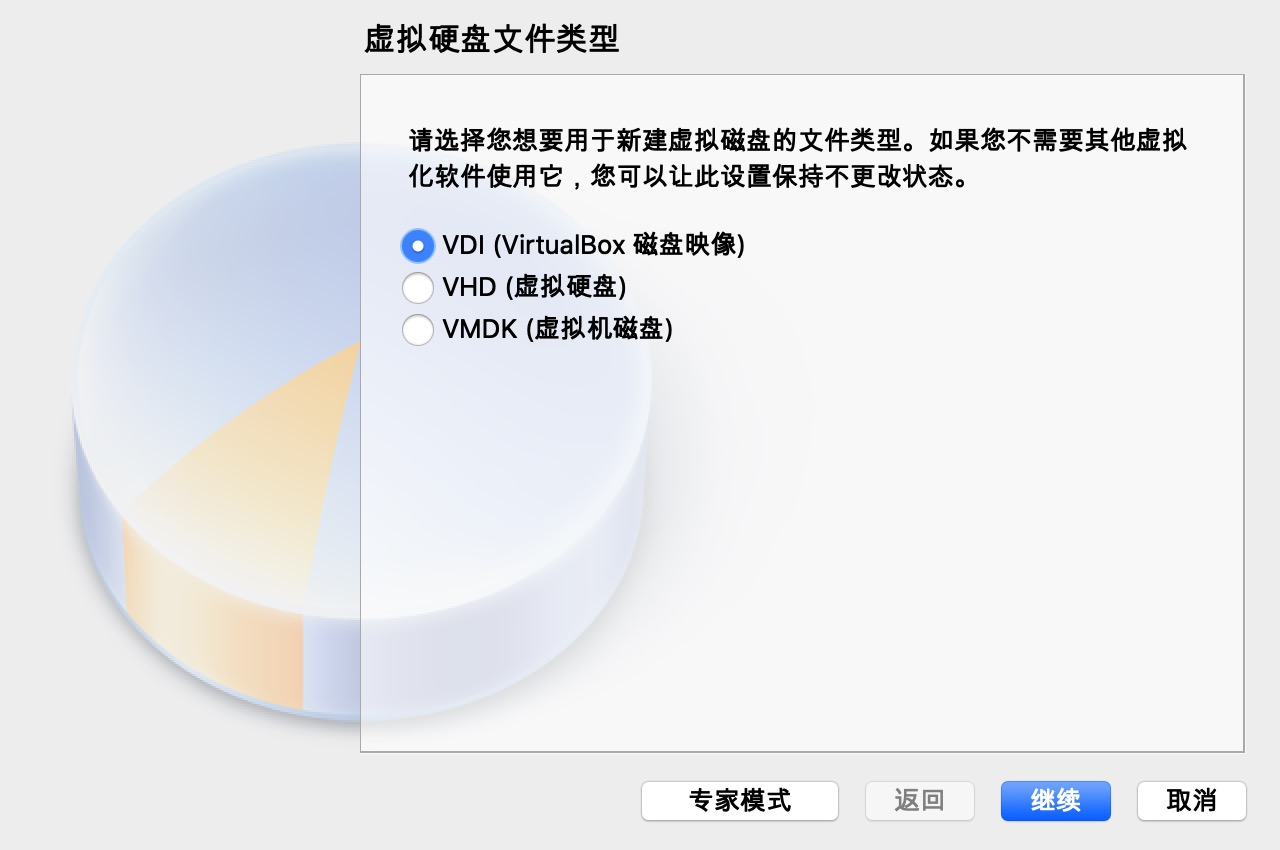 虚拟硬盘文件类型
请选择您想要用于新建虚拟磁盘的文件类型。如果您不需要其他虚拟
化软件使用它，您可以让此设置保持不更改状态。
VDI (VirtualBox 磁盘映像)
VHD (虚拟硬盘)
VMDK (虚拟机磁盘)
专家模式 返回 继续 取消